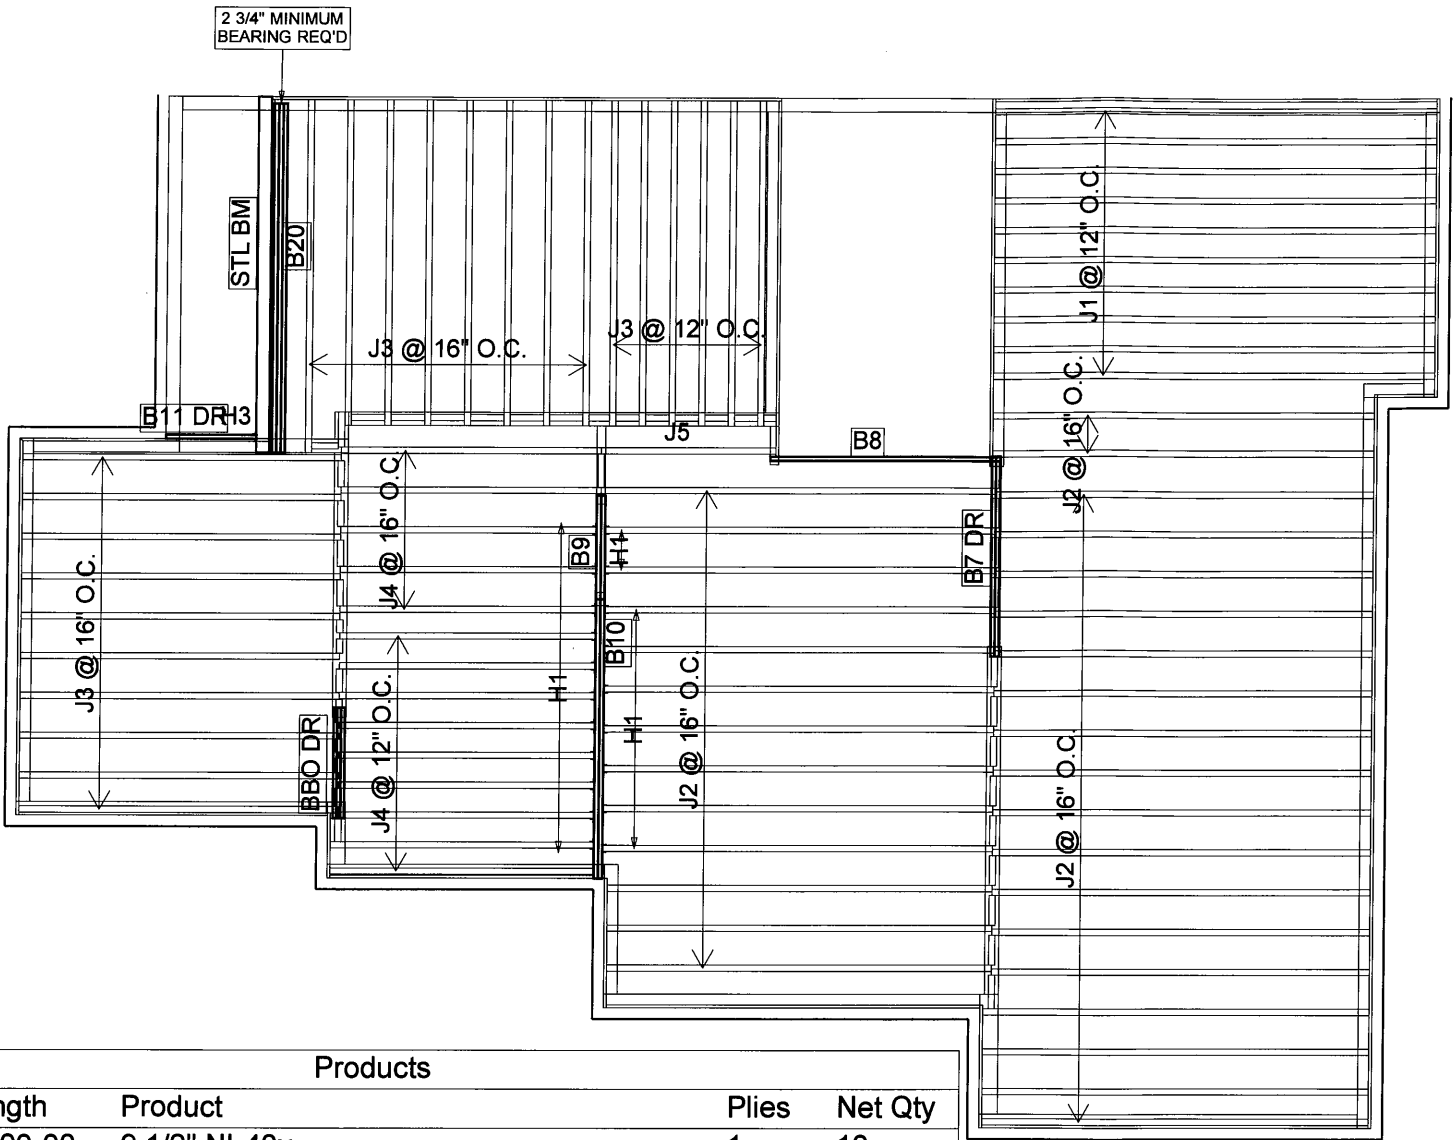 2 3/4" MINIMUM
BEARING REQ'D
STL BM
B20
J1 @ 12" O.C.
J3 @ 16" O.C.
J3 @ 12" O.C.
J2 @ 16" O.C.
B11 DR
H3
J5
B8
J4 @ 16" O.C.
B9
H1
B7 DR
J3 @ 16" O.C.
B10
H1
H1
J2 @ 16" O.C.
BBO DR
J4 @ 12" O.C.
J2 @ 16" O.C.
Products
ngth Product Plies Net Qty